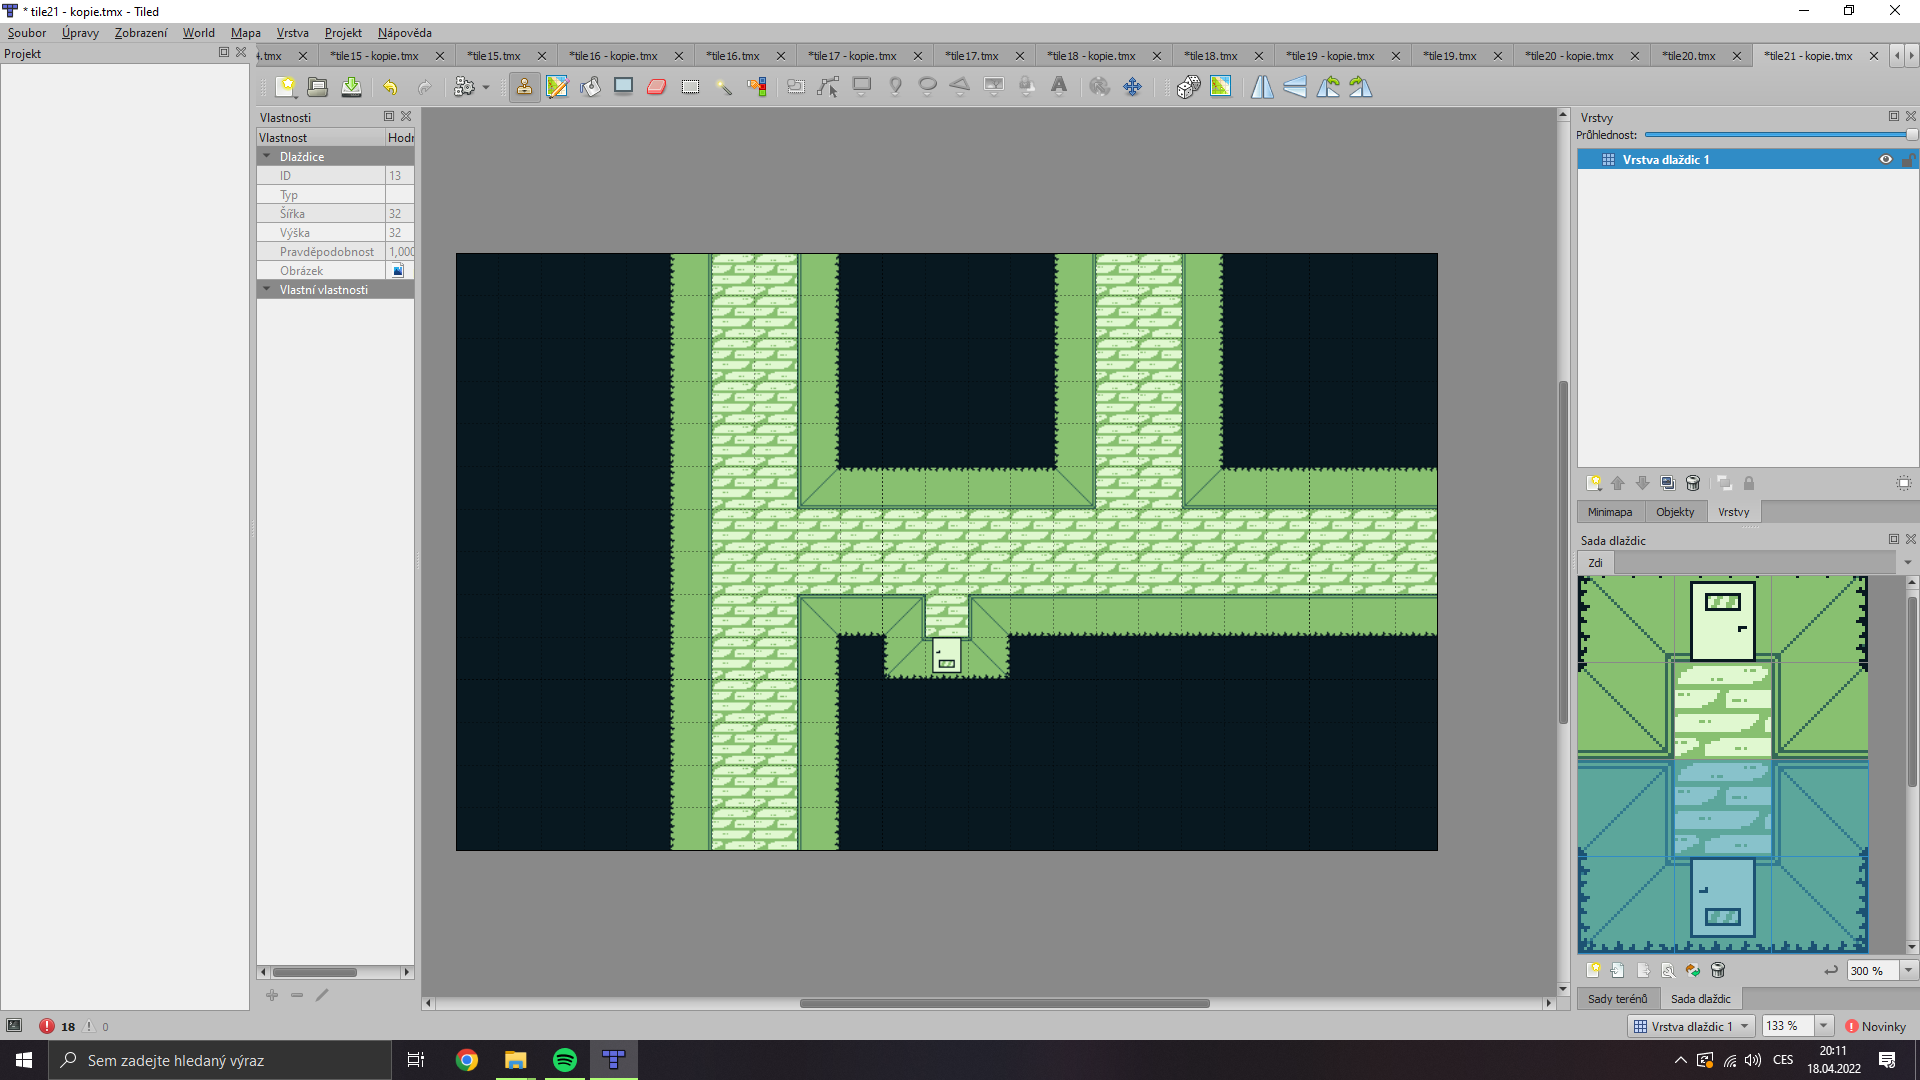 * tile21 - kopie.tmx - Tiled
Soubor Úpravy Zobrazení World Mapa Vrstva Projekt Nápověda
Projekt
.tmx *tile15 - kopie.tmx *tile15.tmx *tile16 - kopie.tmx *tile16.tmx *tile17 - kopie.tmx *tile17.tmx *tile18 - kopie.tmx *tile18.tmx *tile19 - kopie.tmx *tile19.tmx *tile20 - kopie.tmx *tile20.tmx *tile21 - kopie.tmx
Vlastnosti
Vlastnost Hodr
Dlaždice
ID 13
Typ
Šířka 32
Výška 32
Pravděpodobnost 1,000
Obrázek
Vlastní vlastnosti
Vrstvy
Průhlednost:
Vrstva dlaždic 1
Minimapa Objekty Vrstvy
Sada dlaždic
Zdi
300 %
Sady terénů Sada dlaždic
18 0
Vrstva dlaždic 1 133 % Novinky
Sem zadejte hledaný výraz
CES
20:11
18.04.2022